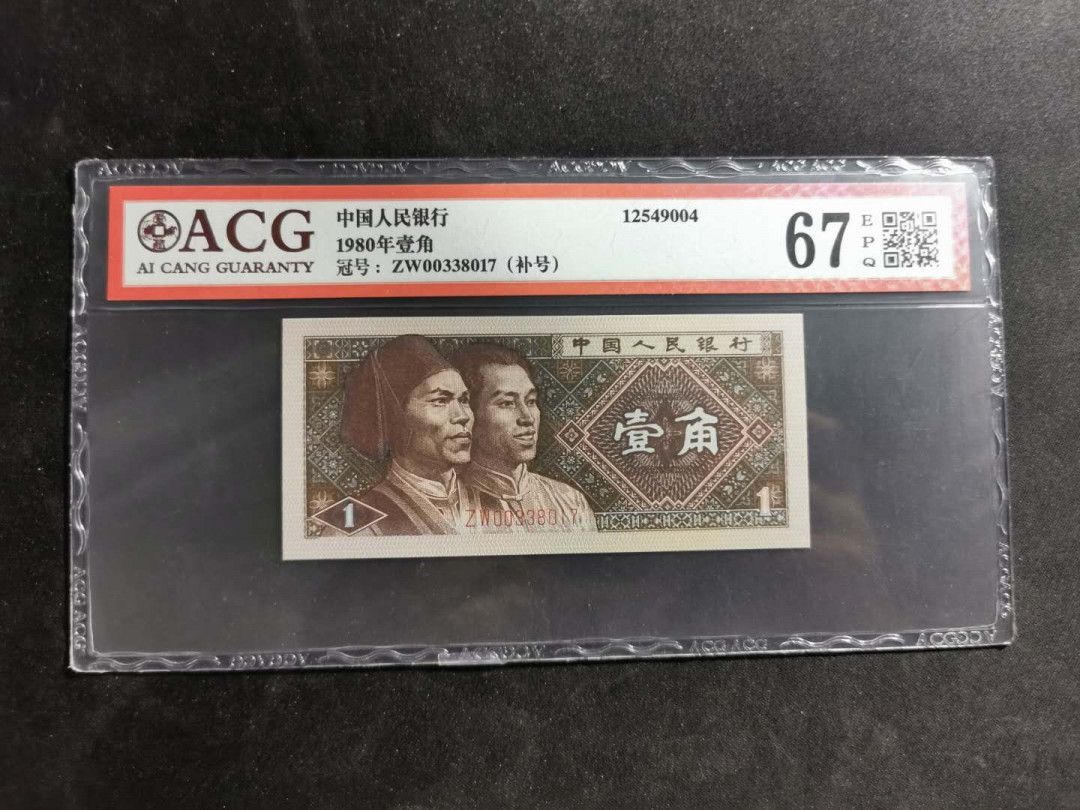 ACG
AI CANG GUARANTY
中国人民银行
1980年壹角
冠号：ZW00338017（补号）
12549004
67
EPQ
中国人民银行
壹角
1
ZW00338017
1